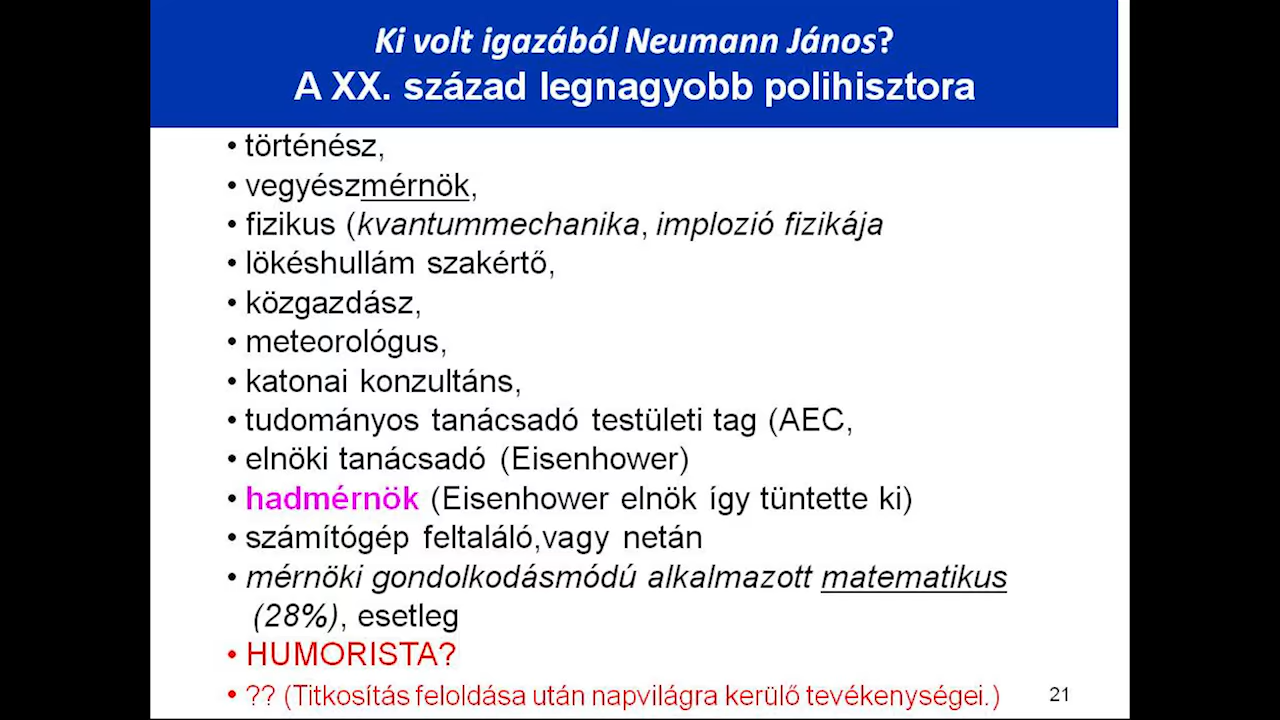 Ki volt igazából Neumann János?
A XX. század legnagyobb polihisztora
• történész,
• vegyészmérnök,
• fizikus (kvantummechanika, implozió fizikája
• lökéshullám szakértő,
• közgazdász,
• meteorológus,
• katonai konzultáns,
• tudományos tanácsadó testületi tag (AEC,
• elnöki tanácsadó (Eisenhower)
• hadmérnök (Eisenhower elnök így tüntette ki)
• számítógép feltaláló,vagy netán
• mérnöki gondolkodásmódú alkalmazott matematikus
(28%), esetleg
• HUMORISTA?
• ?? (Titkosítás feloldása után napvilágra kerülő tevékenységei.)
21